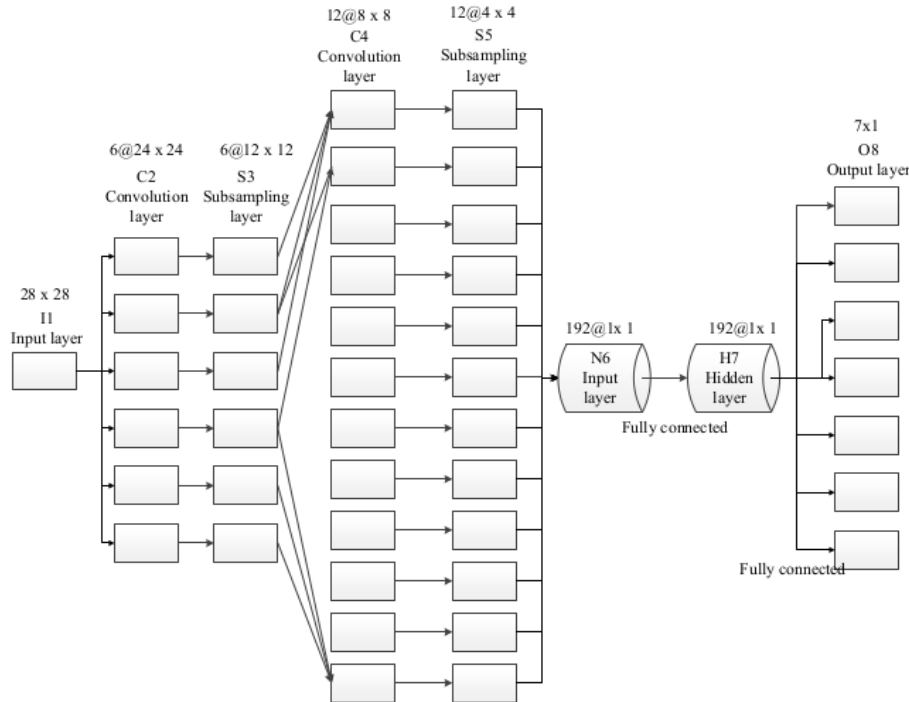 12@8 x 8
C4
Convolution
layer
12@4 x 4
S5
Subsampling
layer
6@24 x 24
C2
Convolution
layer
6@12 x 12
S3
Subsampling
layer
28 x 28
I1
Input layer
192@1x 1
N6
Input
layer
Fully connected
192@1x 1
H7
Hidden
layer
7x1
O8
Output layer
Fully connected